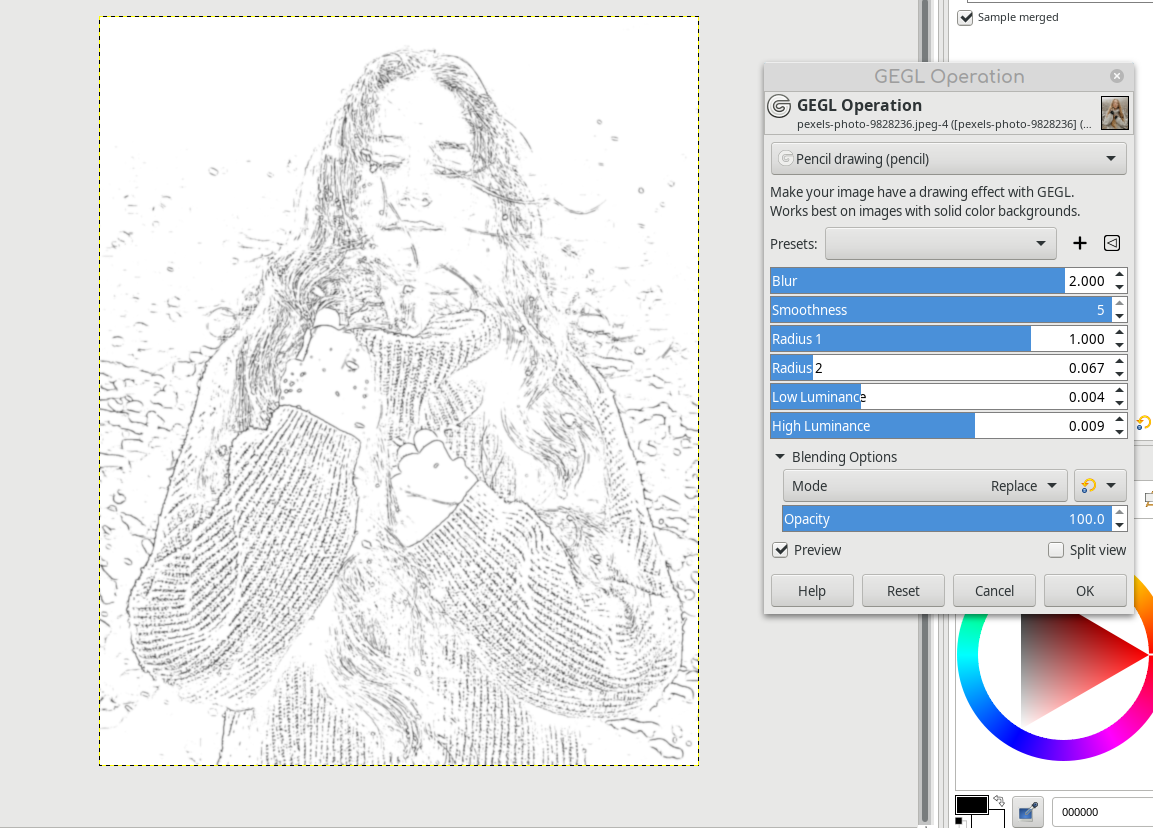 Sample merged
GEGL Operation
GEGL Operation
pexels-photo-9828236.jpeg-4 ([pexels-photo-9828236] (...
Pencil drawing (pencil)
Make your image have a drawing effect with GEGL.
Works best on images with solid color backgrounds.
Presets:
Blur 2.000
Smoothness 5
Radius 1 1.000
Radius 2 0.067
Low Luminance 0.004
High Luminance 0.009
Blending Options
Mode Replace
Opacity 100.0
Preview Split view
Help Reset Cancel OK
000000